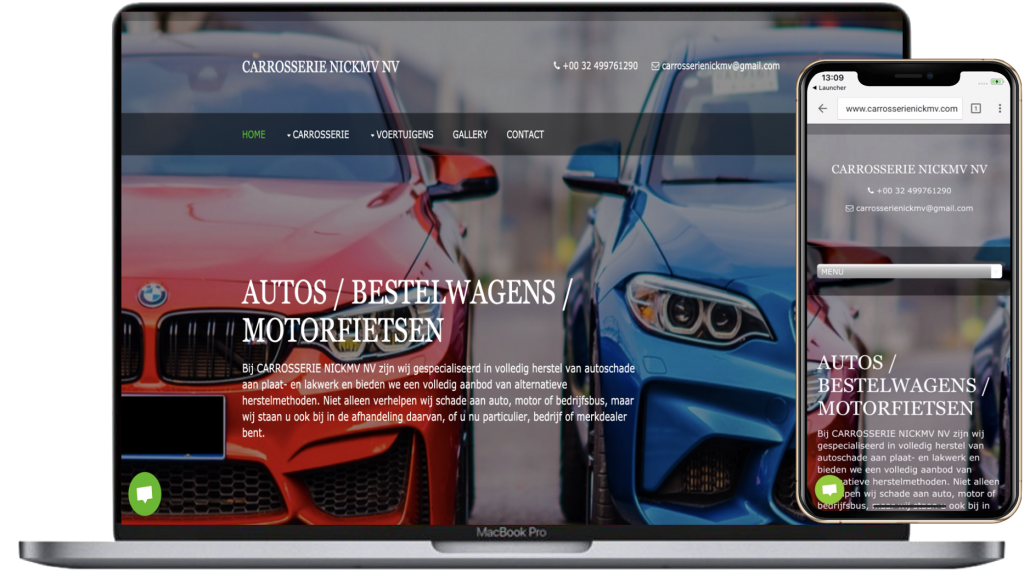 CARROSSERIE NICKMV NV
+00 32 499761290
carrosserienickmv@gmail.com
HOME
CARROSSERIE
VOERTUIGENS
GALLERY
CONTACT
AUTOS / BESTELWAGENS /
MOTORFIETSEN
Bij CARROSSERIE NICKMV NV zijn wij gespecialiseerd in volledig herstel van autoschade
aan plaat- en lakwerk en bieden we een volledig aanbod van alternatieve
herstelmethoden. Niet alleen verhelpen wij schade aan auto, motor of bedrijfsbus, maar
wij staan u ook bij in de afhandeling daarvan, of u nu particulier, bedrijf of merkdealer
bent.
MacBook Pro
13:09
Launcher
www.carrosserienickmv.com
1
CARROSSERIE NICKMV NV
+00 32 499761290
carrosserienickmv@gmail.com
MENU
AUTOS /
BESTELWAGENS /
MOTORFIETSEN
Bij CARROSSERIE NICKMV NV zijn wij
gespecialiseerd in volledig herstel van
autoschade aan plaat- en lakwerk en
bieden we een volledig aanbod van
atieve herstelmethoden. Niet alleen
pen wij schade aan auto, motor of
bedrijfsbus, maar wij staan u ook bij in